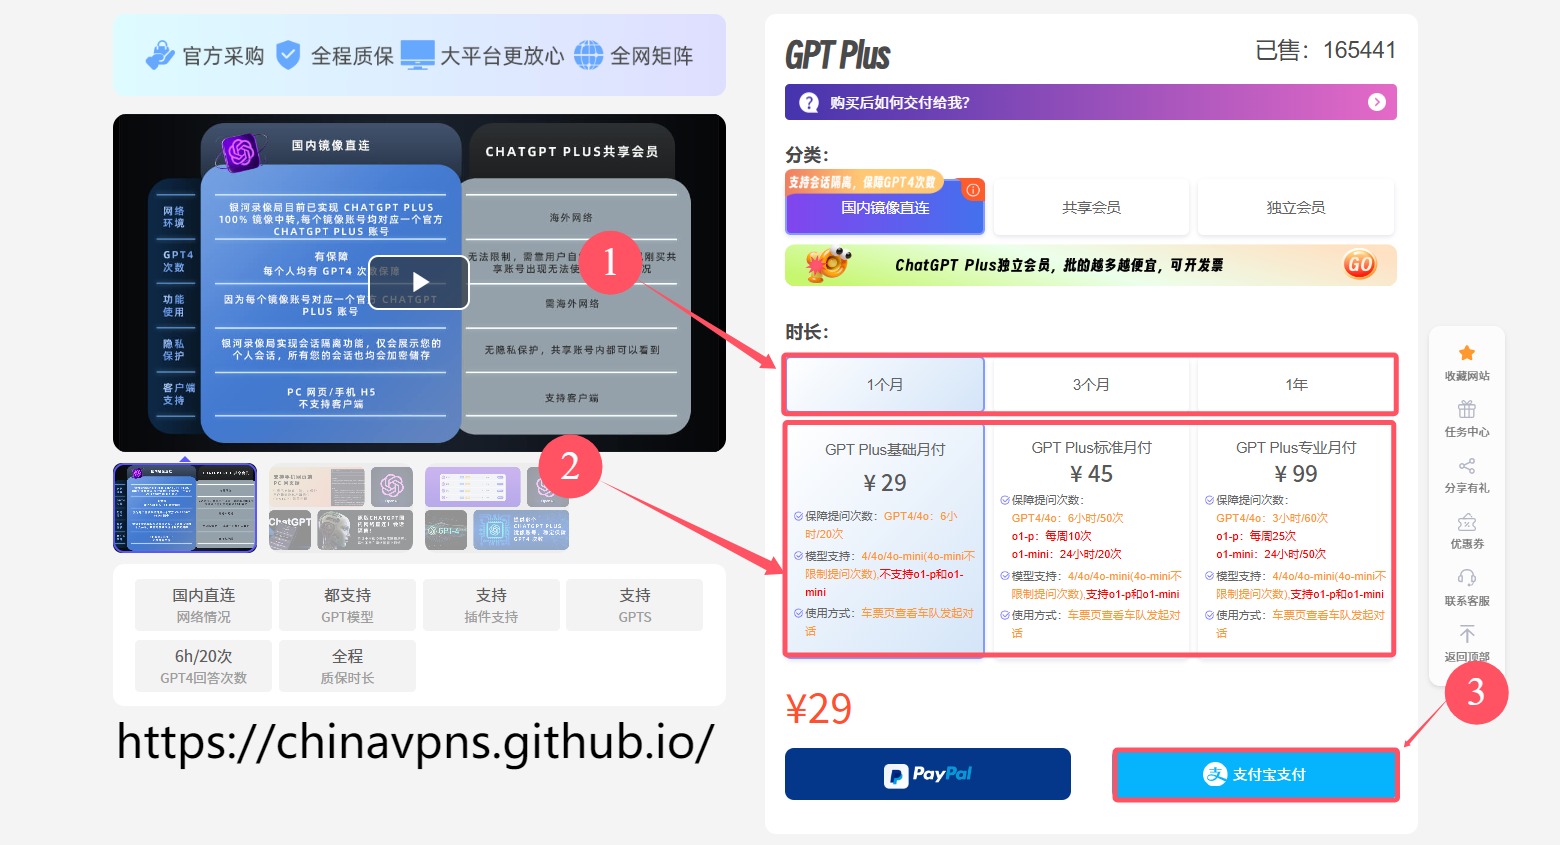 官方采购 全程质保 大平台更放心 全网矩阵
国内镜像直连
CHATGPT PLUS共享会员
网络
环境
银河录像局目前已实现 CHATGPT PLUS
100% 镜像中转,每个镜像账号均对应一个官方
CHATGPT PLUS 账号
海外网络
GPT4
次数
有保障
每个人均有 GPT4 次数保障
无法限制，需靠用户自
刚买共
享账号出现无法使
况
功能
使用
因为每个镜像账号对应一个官方 CHATGPT
PLUS 账号
需海外网络
隐私
保护
银河录像局实现会话隔离功能，仅会展示您的
个人会话，所有您的会话也均会加密储存
无隐私保护，共享账号内都可以看到
客户端
支持
PC 网页/手机 H5
不支持客户端
支持客户端
ChatGPT
GPT-4
国内直连
网络情况
都支持
GPT模型
支持
插件支持
支持
GPTS
6h/20次
GPT4回答次数
全程
质保时长
https://chinavpns.github.io/
GPT Plus
已售：165441
购买后如何交付给我？
分类：
支持会话隔离，保障GPT4次数
国内镜像直连
共享会员
独立会员
ChatGPT Plus独立会员，批的越多越便宜，可开发票
GO
时长：
1
1个月
3个月
1年
2
GPT Plus基础月付
¥ 29
保障提问次数：GPT4/4o：6小
时/20次
模型支持：4/4o/4o-mini(4o-mini不
限制提问次数),不支持o1-p和o1-
mini
使用方式：车票页查看车队发起对
话
GPT Plus标准月付
¥ 45
保障提问次数：
GPT4/4o：6小时/50次
o1-p：每周10次
o1-mini：24小时/20次
模型支持：4/4o/4o-mini(4o-mini不
限制提问次数),支持o1-p和o1-mini
使用方式：车票页查看车队发起对
话
GPT Plus专业月付
¥ 99
保障提问次数：
GPT4/4o：3小时/60次
o1-p：每周25次
o1-mini：24小时/50次
模型支持：4/4o/4o-mini(4o-mini不
限制提问次数),支持o1-p和o1-mini
使用方式：车票页查看车队发起对
话
¥29
PayPal
支付宝支付
3
收藏网站
任务中心
分享有礼
优惠券
联系客服
返回顶部